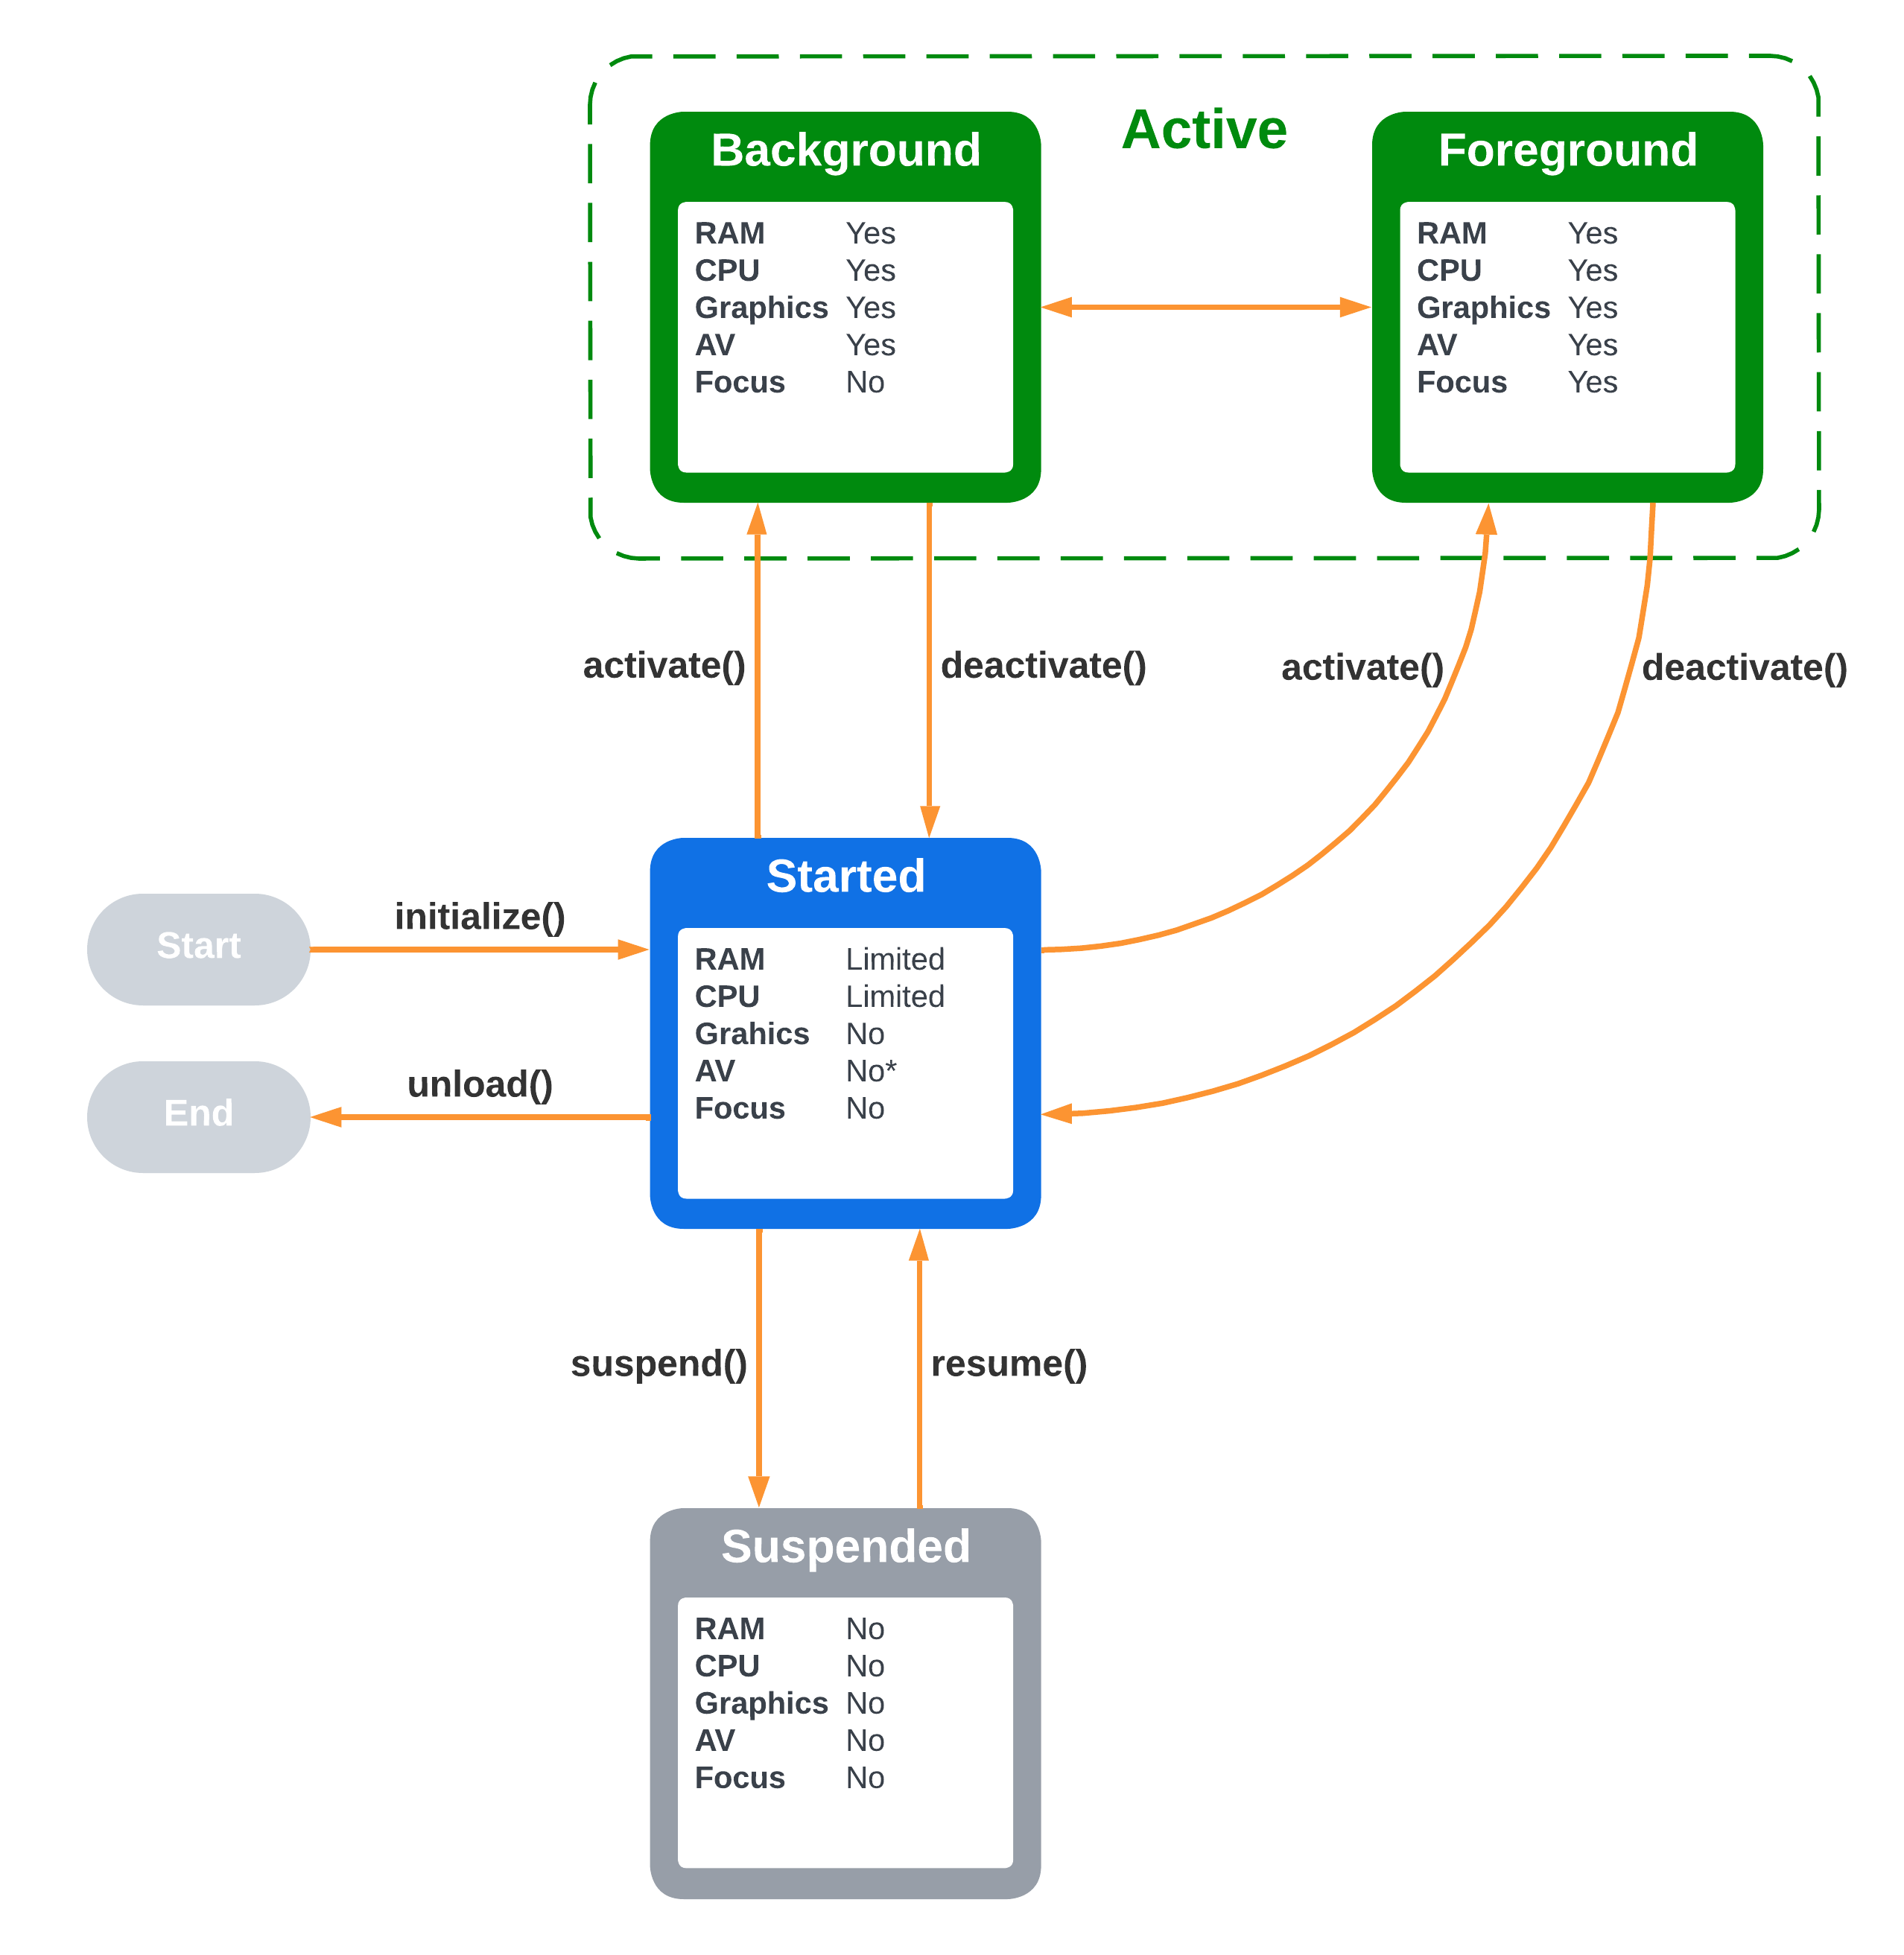 Active
Background
RAM Yes
CPU Yes
Graphics Yes
AV Yes
Focus No
Foreground
RAM Yes
CPU Yes
Graphics Yes
AV Yes
Focus Yes
activate()
deactivate()
activate()
deactivate()
Start
initialize()
End
unload()
Started
RAM Limited
CPU Limited
Grahics No
AV No*
Focus No
suspend()
resume()
Suspended
RAM No
CPU No
Graphics No
AV No
Focus No